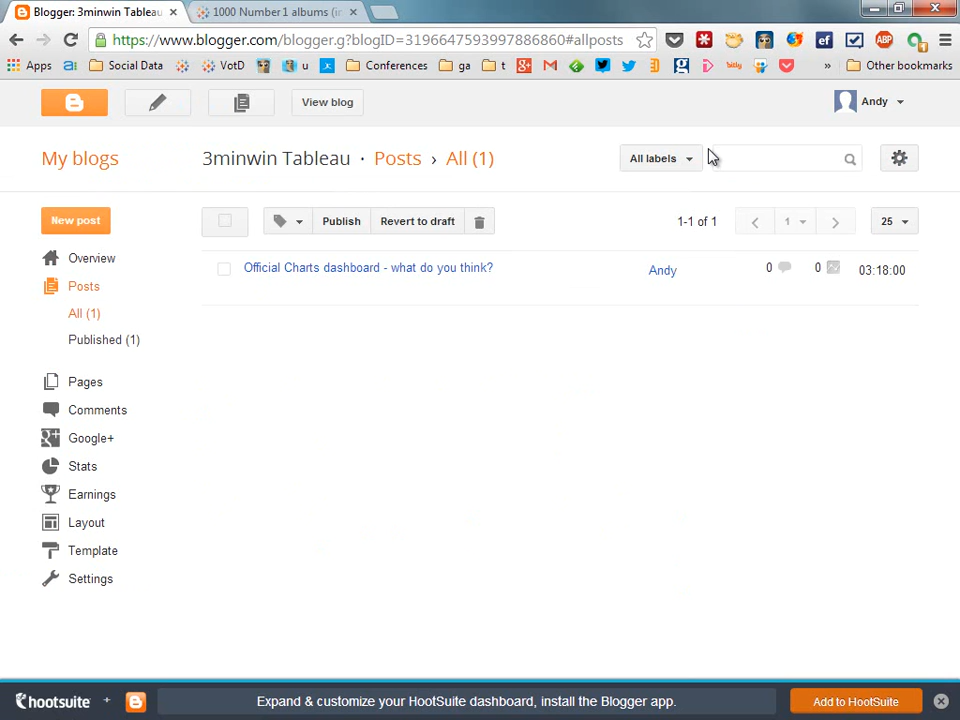 Blogger: 3minwin Tableau
1000 Number 1 albums (in
https://www.blogger.com/blogger.g?blogID=3196647593997886860#allposts
Apps
Social Data
VotD
u
Conferences
ga
t
bitly
»
Other bookmarks
View blog
Andy
My blogs
3minwin Tableau · Posts › All (1)
All labels
New post
Publish
Revert to draft
1-1 of 1
1
25
Overview
Official Charts dashboard - what do you think?
Andy
0
0
03:18:00
Posts
All (1)
Published (1)
Pages
Comments
Google+
Stats
Earnings
Layout
Template
Settings
hootsuite
+
Expand & customize your HootSuite dashboard, install the Blogger app.
Add to HootSuite